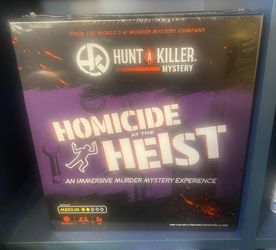 FROM THE WORLD'S #1 MURDER MYSTERY COMPANY
HUNT A KILLER
MYSTERY
HOMICIDE
AT THE
HEIST
AN IMMERSIVE MURDER MYSTERY EXPERIENCE
MEDIUM